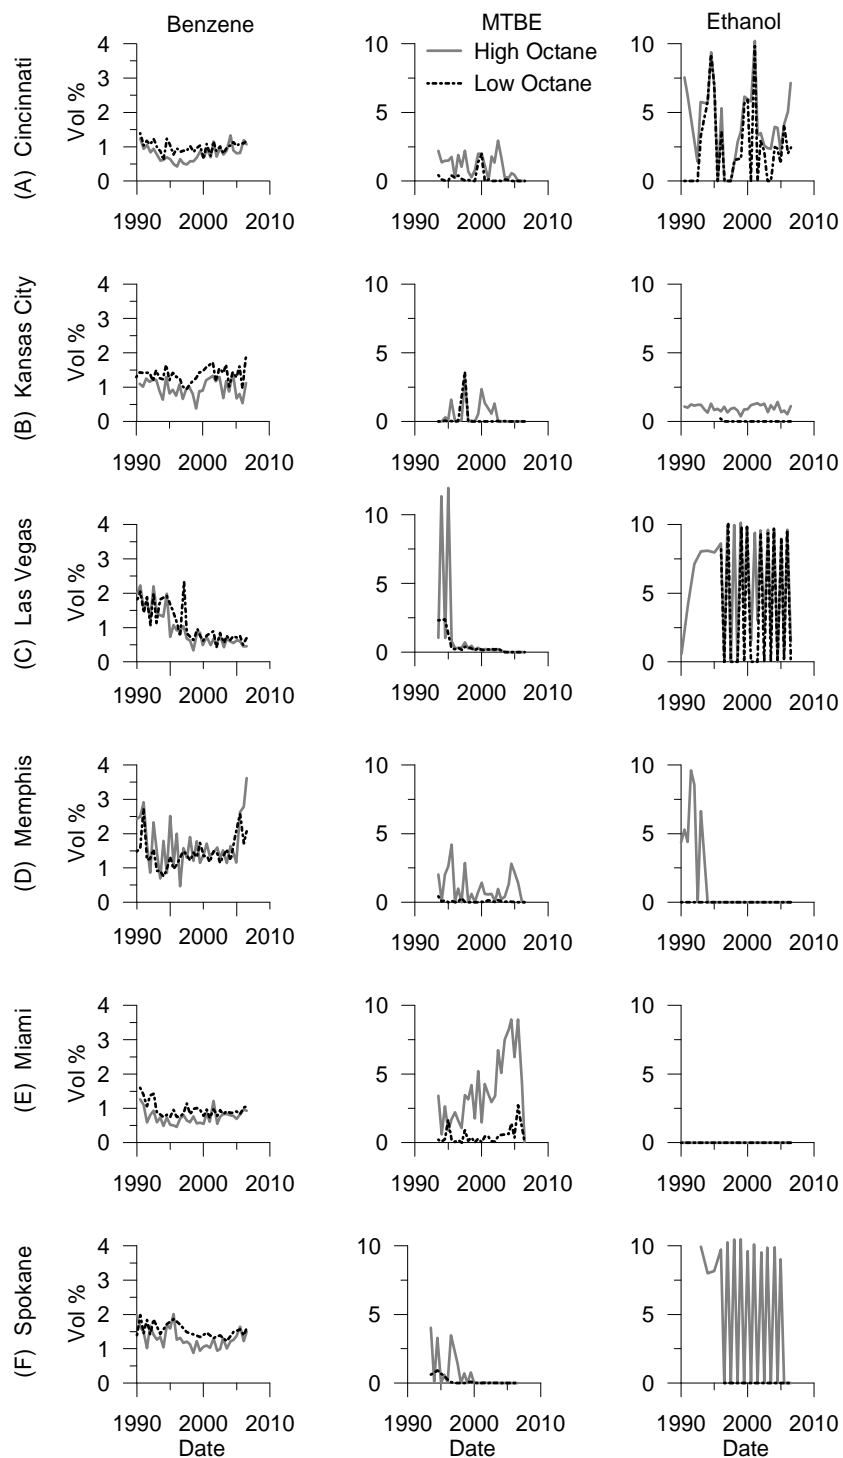 Benzene MTBE Ethanol
High Octane
Low Octane
(A) Cincinnati
Vol %
4
3
2
1
0
1990 2000 2010
10
5
0
1990 2000 2010
10
5
0
1990 2000 2010
(B) Kansas City
Vol %
4
3
2
1
0
1990 2000 2010
10
5
0
1990 2000 2010
10
5
0
1990 2000 2010
(C) Las Vegas
Vol %
4
3
2
1
0
1990 2000 2010
10
5
0
1990 2000 2010
10
5
0
1990 2000 2010
(D) Memphis
Vol %
4
3
2
1
0
1990 2000 2010
10
5
0
1990 2000 2010
10
5
0
1990 2000 2010
(E) Miami
Vol %
4
3
2
1
0
1990 2000 2010
10
5
0
1990 2000 2010
10
5
0
1990 2000 2010
(F) Spokane
Vol %
4
3
2
1
0
1990 2000 2010
Date
10
5
0
1990 2000 2010
Date
10
5
0
1990 2000 2010
Date